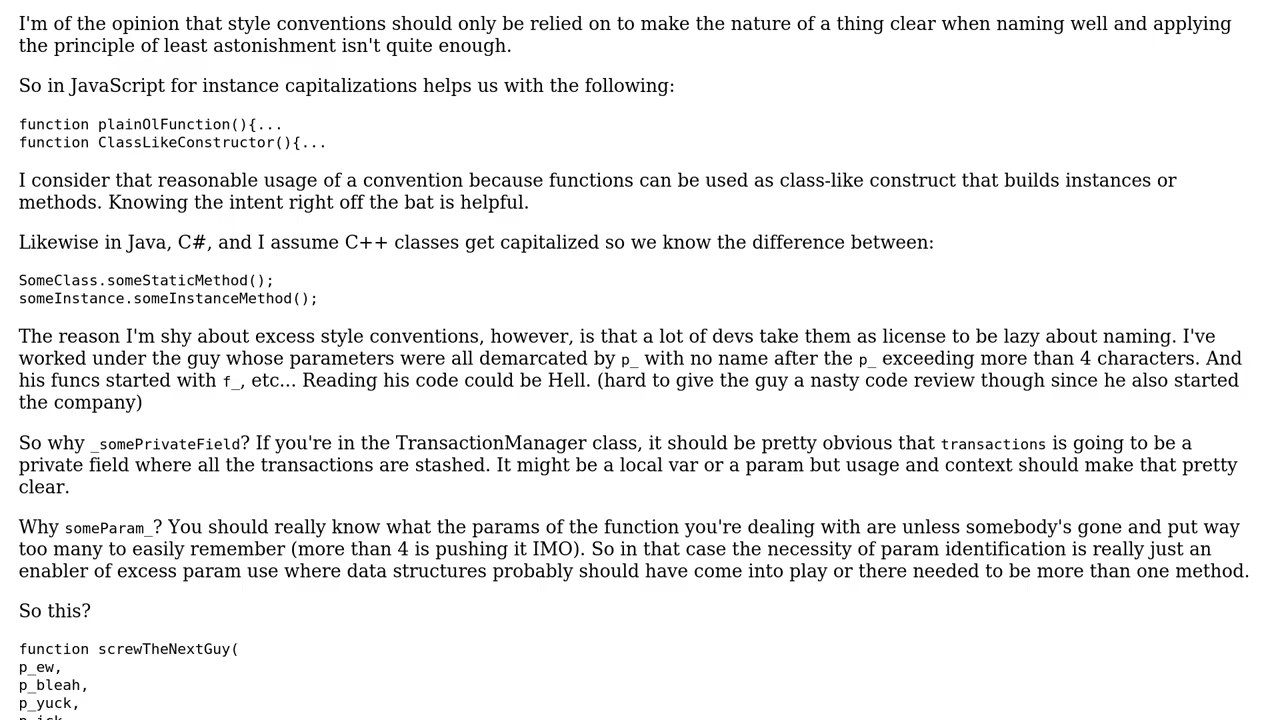 I'm of the opinion that style conventions should only be relied on to make the nature of a thing clear when naming well and applying
the principle of least astonishment isn't quite enough.
So in JavaScript for instance capitalizations helps us with the following:
function plainOlFunction(){...
function ClassLikeConstructor(){...
I consider that reasonable usage of a convention because functions can be used as class-like construct that builds instances or
methods. Knowing the intent right off the bat is helpful.
Likewise in Java, C#, and I assume C++ classes get capitalized so we know the difference between:
SomeClass.someStaticMethod();
someInstance.someInstanceMethod();
The reason I'm shy about excess style conventions, however, is that a lot of devs take them as license to be lazy about naming. I've
worked under the guy whose parameters were all demarcated by p_ with no name after the p_ exceeding more than 4 characters. And
his funcs started with f_, etc... Reading his code could be Hell. (hard to give the guy a nasty code review though since he also started
the company)
So why _somePrivateField? If you're in the TransactionManager class, it should be pretty obvious that transactions is going to be a
private field where all the transactions are stashed. It might be a local var or a param but usage and context should make that pretty
clear.
Why someParam_? You should really know what the params of the function you're dealing with are unless somebody's gone and put way
too many to easily remember (more than 4 is pushing it IMO). So in that case the necessity of param identification is really just an
enabler of excess param use where data structures probably should have come into play or there needed to be more than one method.
So this?
function screwTheNextGuy(
p_ew,
p_bleah,
p_yuck,